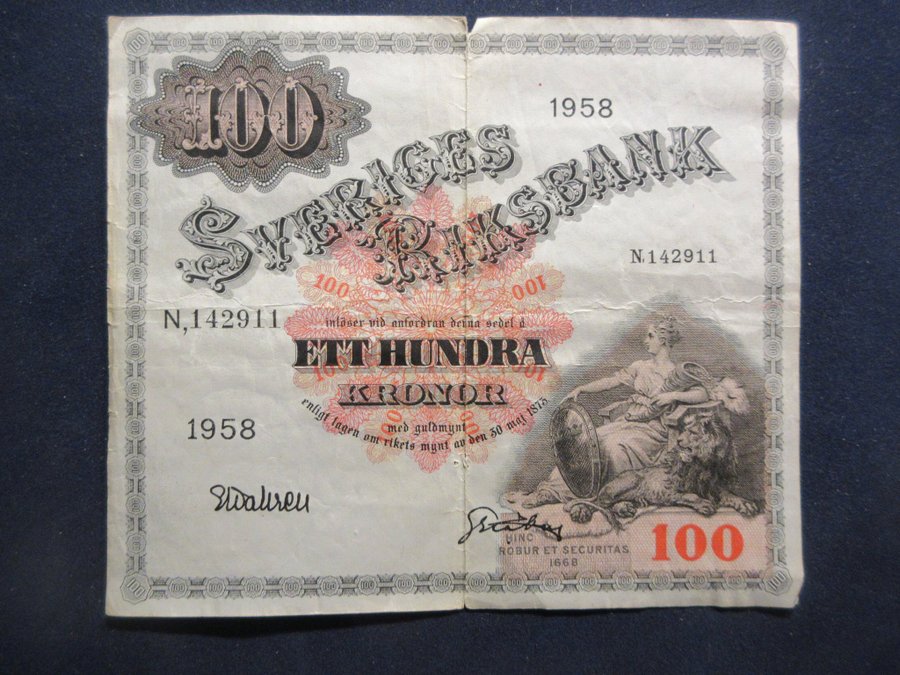 100
1958
SVERIGES
RIKSBANK
N.142911
100 100
N,142911
inlöser vid anfordran denna sedel å
ETT HUNDRA
KRONOR
enligt lagen om rikets mynt av den 30 maj 1873
med guldmynt
1958
HINC
ROBUR ET SECURITAS
1668
100